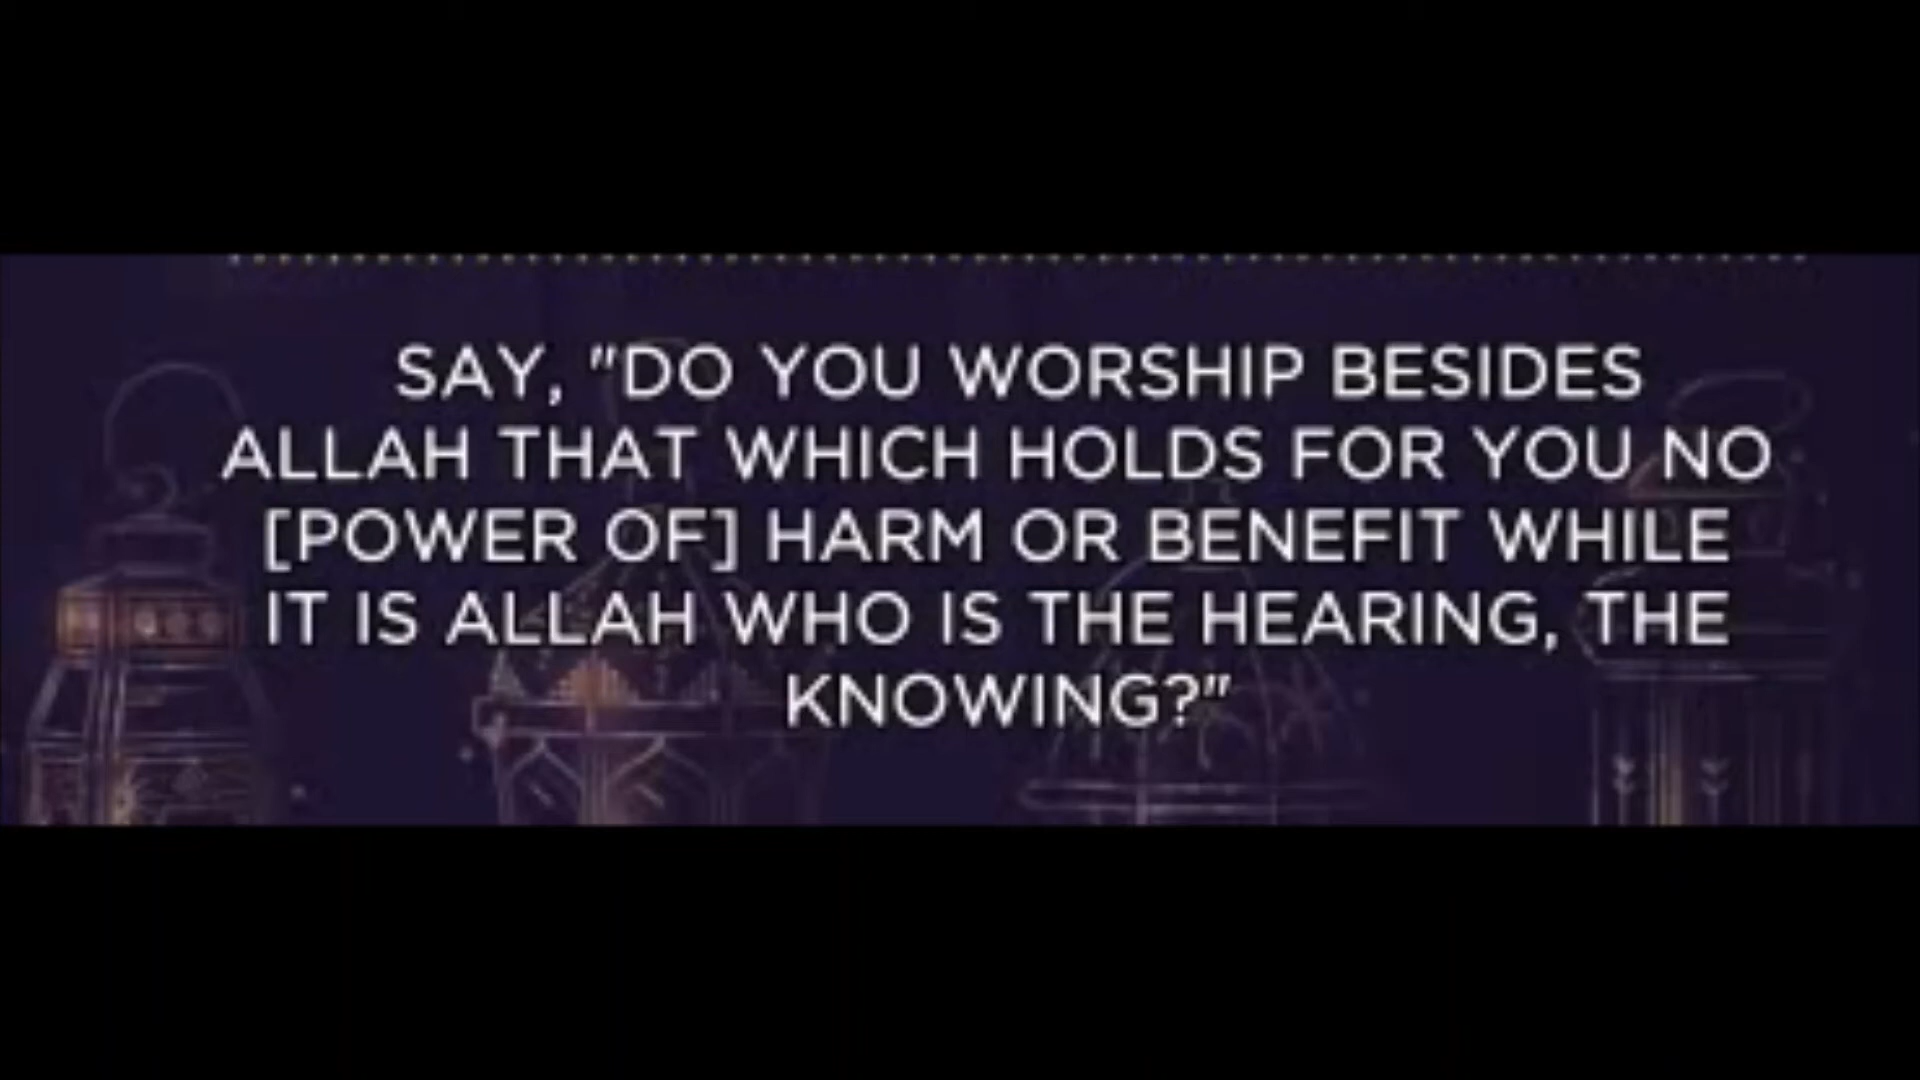 SAY, "DO YOU WORSHIP BESIDES
ALLAH THAT WHICH HOLDS FOR YOU NO
[POWER OF] HARM OR BENEFIT WHILE
IT IS ALLAH WHO IS THE HEARING, THE
KNOWING?"